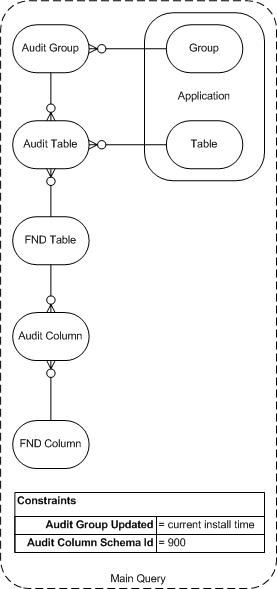 Audit Group
Group
Application
Audit Table
Table
FND Table
Audit Column
FND Column
Constraints
Audit Group Updated = current install time
Audit Column Schema Id = 900
Main Query